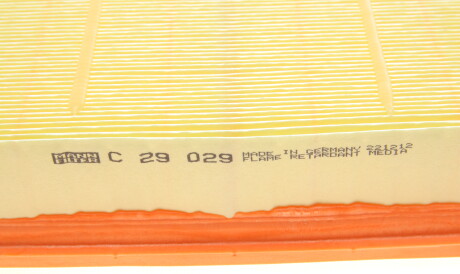 MANN FILTER C 29 029 MADE IN GERMANY 221212
FLAME RETARDANT MEDIA